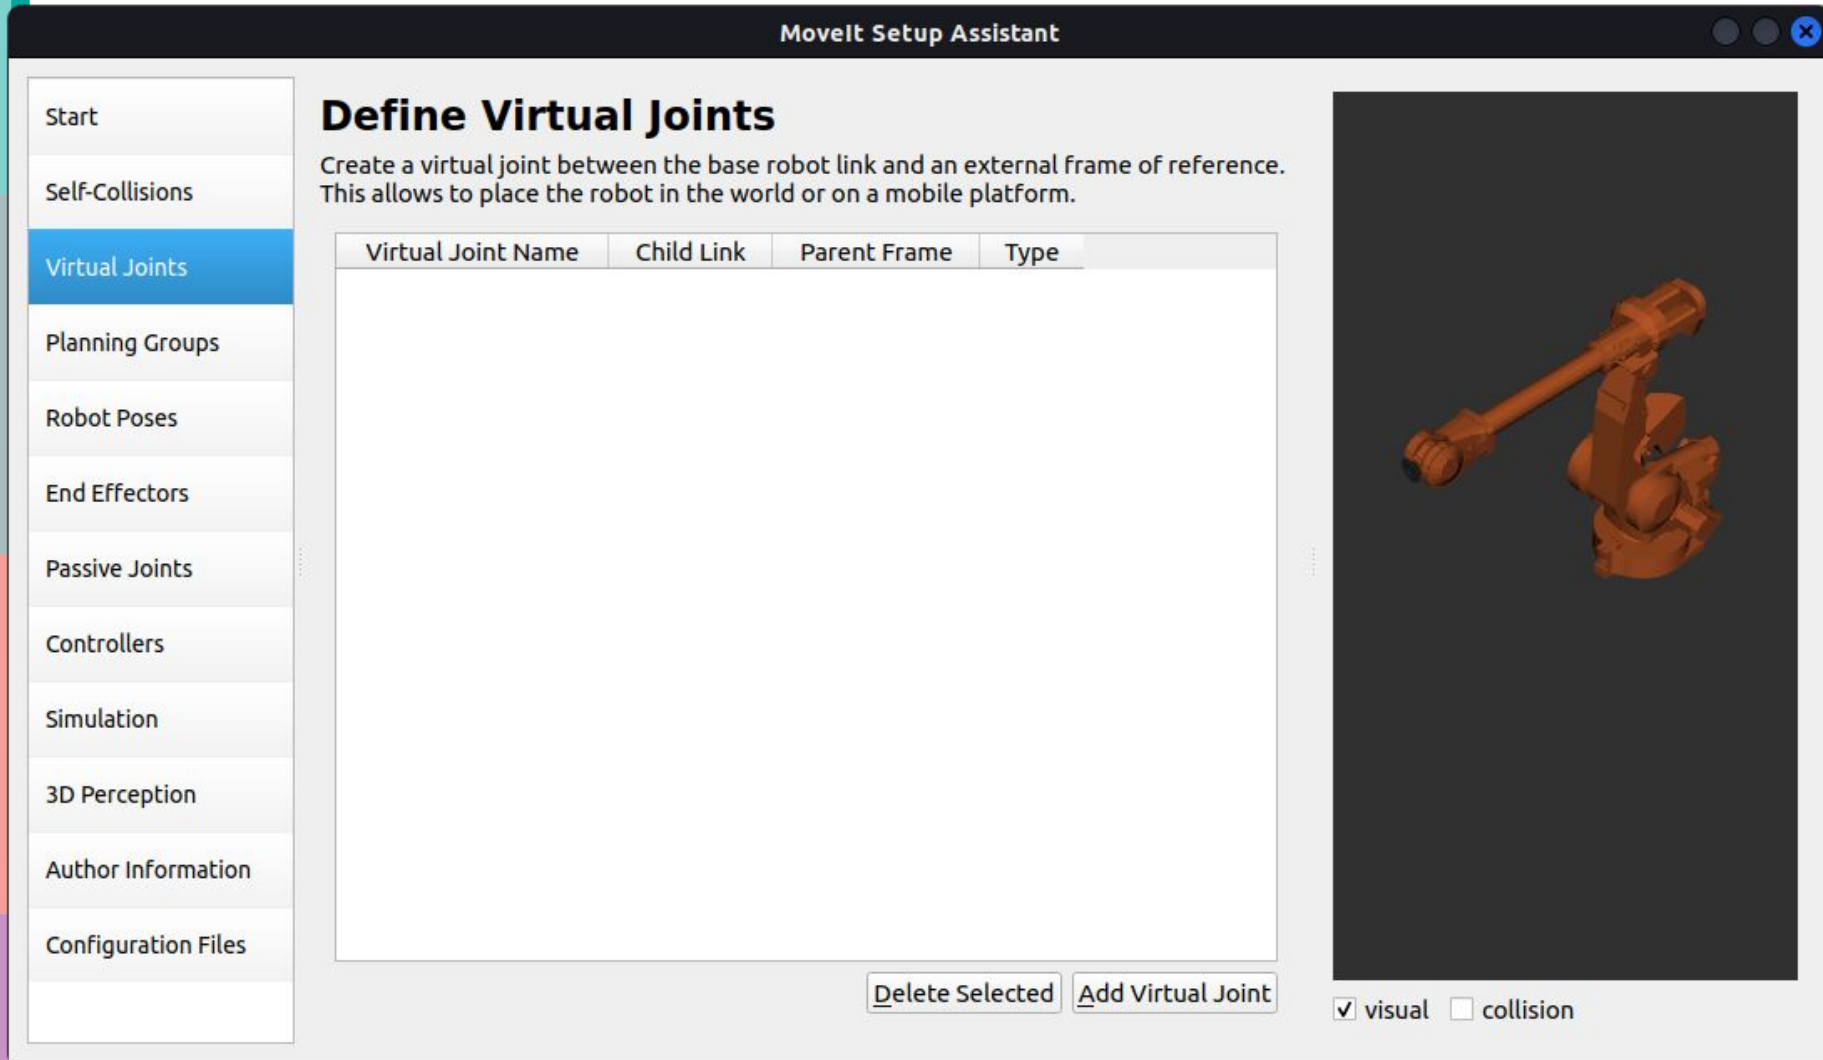 MoveIt Setup Assistant
Start
Self-Collisions
Virtual Joints
Planning Groups
Robot Poses
End Effectors
Passive Joints
Controllers
Simulation
3D Perception
Author Information
Configuration Files
Define Virtual Joints
Create a virtual joint between the base robot link and an external frame of reference.
This allows to place the robot in the world or on a mobile platform.
Virtual Joint Name Child Link Parent Frame Type
Delete Selected Add Virtual Joint
visual collision